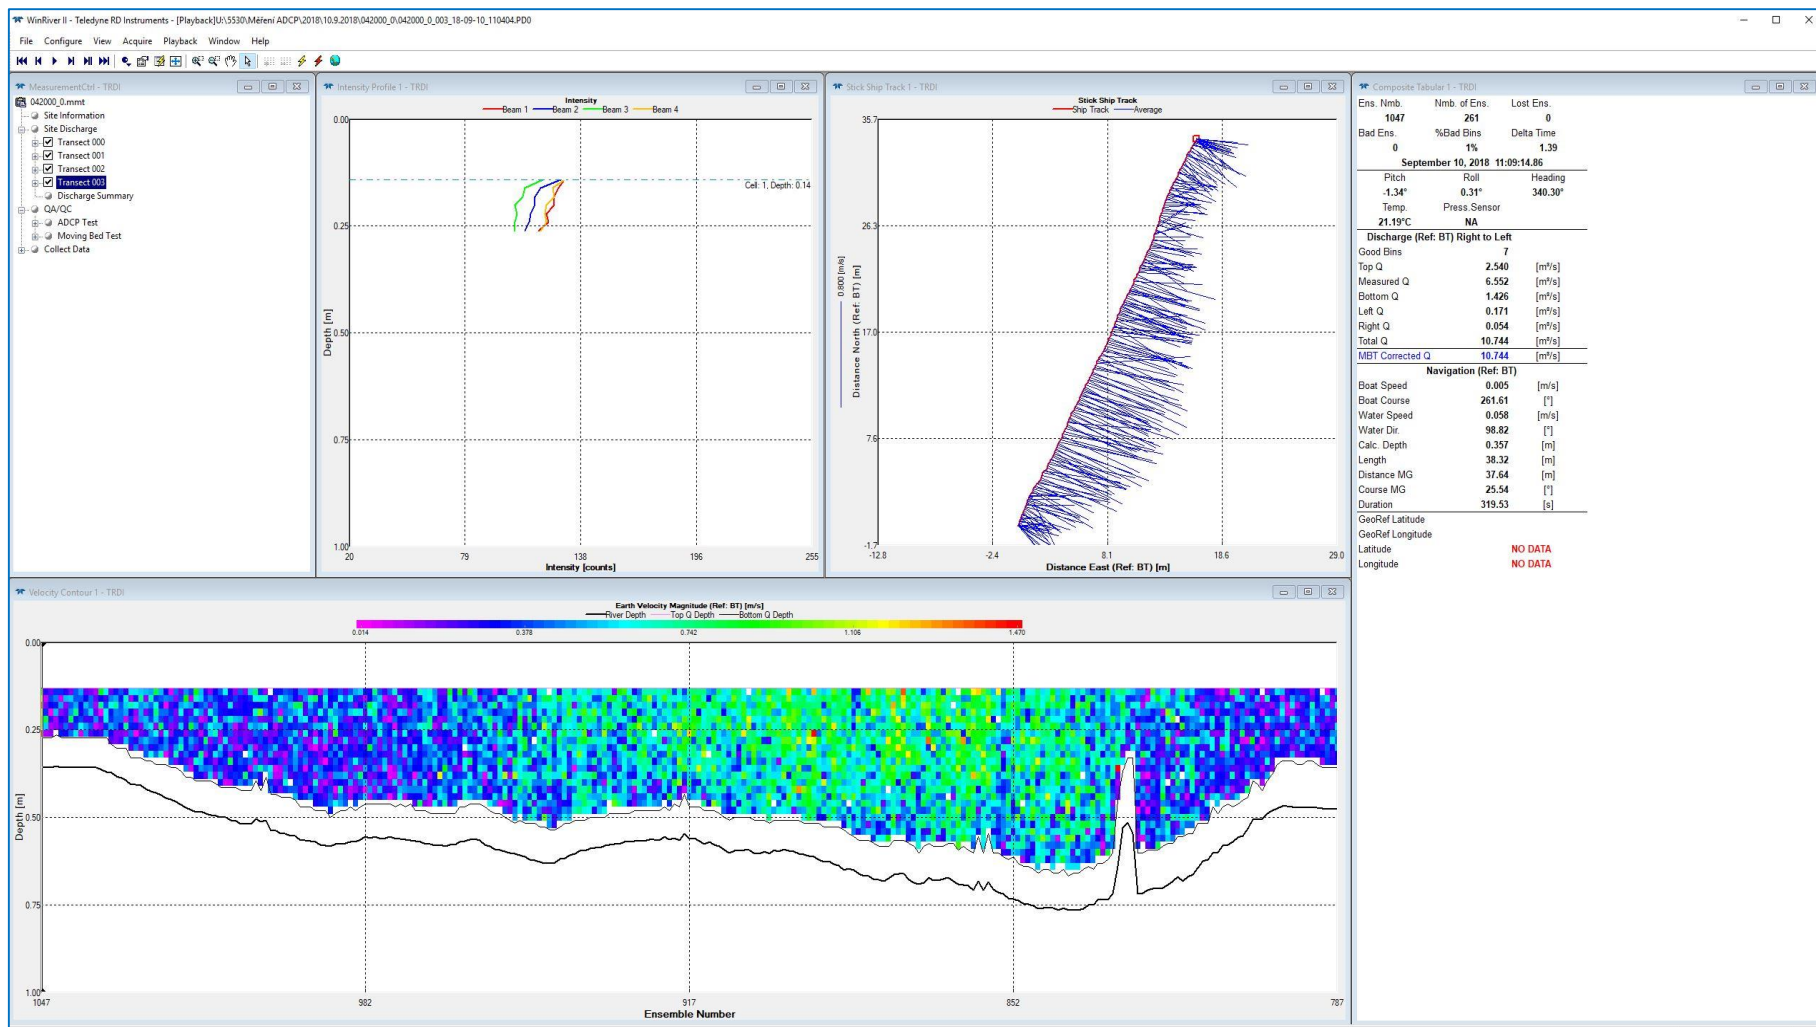 WinRiver II - Teledyne RD Instruments - [Playback]U:\5530\Měření ADCP\2018\10.9.2018\042000_0\042000_0_003_18-09-10_110404.PD0
File Configure View Acquire Playback Window Help
MeasurementCtrl - TRDI
042000_0.mmt
Site Information
Site Discharge
Transect 000
Transect 001
Transect 002
Transect 003
Discharge Summary
QA/QC
ADCP Test
Moving Bed Test
Collect Data
Intensity Profile 1 - TRDI
Intensity
Beam 1 Beam 2 Beam 3 Beam 4
0.00
Cell: 1, Depth: 0.14
0.25
0.50
0.75
1.00
Depth [m]
20 79 138 196 255
Intensity [counts]
Stick Ship Track 1 - TRDI
Stick Ship Track
Ship Track Average
35.7
26.3
17.0
7.6
-1.7
0.800 [m/s]
Distance North (Ref: BT) [m]
-12.8 -2.4 8.1 18.6 29.0
Distance East (Ref: BT) [m]
Composite Tabular 1 - TRDI
Ens. Nmb. Nmb. of Ens. Lost Ens.
1047 261 0
Bad Ens. %Bad Bins Delta Time
0 1% 1.39
September 10, 2018 11:09:14.86
Pitch Roll Heading
-1.34° 0.31° 340.30°
Temp. Press.Sensor
21.19°C NA
Discharge (Ref: BT) Right to Left
Good Bins 7
Top Q 2.540 [m³/s]
Measured Q 6.552 [m³/s]
Bottom Q 1.426 [m³/s]
Left Q 0.171 [m³/s]
Right Q 0.054 [m³/s]
Total Q 10.744 [m³/s]
MBT Corrected Q 10.744 [m³/s]
Navigation (Ref: BT)
Boat Speed 0.005 [m/s]
Boat Course 261.61 [°]
Water Speed 0.058 [m/s]
Water Dir. 98.82 [°]
Calc. Depth 0.357 [m]
Length 38.32 [m]
Distance MG 37.64 [m]
Course MG 25.54 [°]
Duration 319.53 [s]
GeoRef Latitude
GeoRef Longitude
Latitude NO DATA
Longitude NO DATA
Velocity Contour 1 - TRDI
Earth Velocity Magnitude (Ref: BT) [m/s]
River Depth Top Q Depth Bottom Q Depth
0.014 0.378 0.742 1.106 1.470
0.00
0.25
0.50
0.75
1.00
Depth [m]
1047 982 917 852 787
Ensemble Number